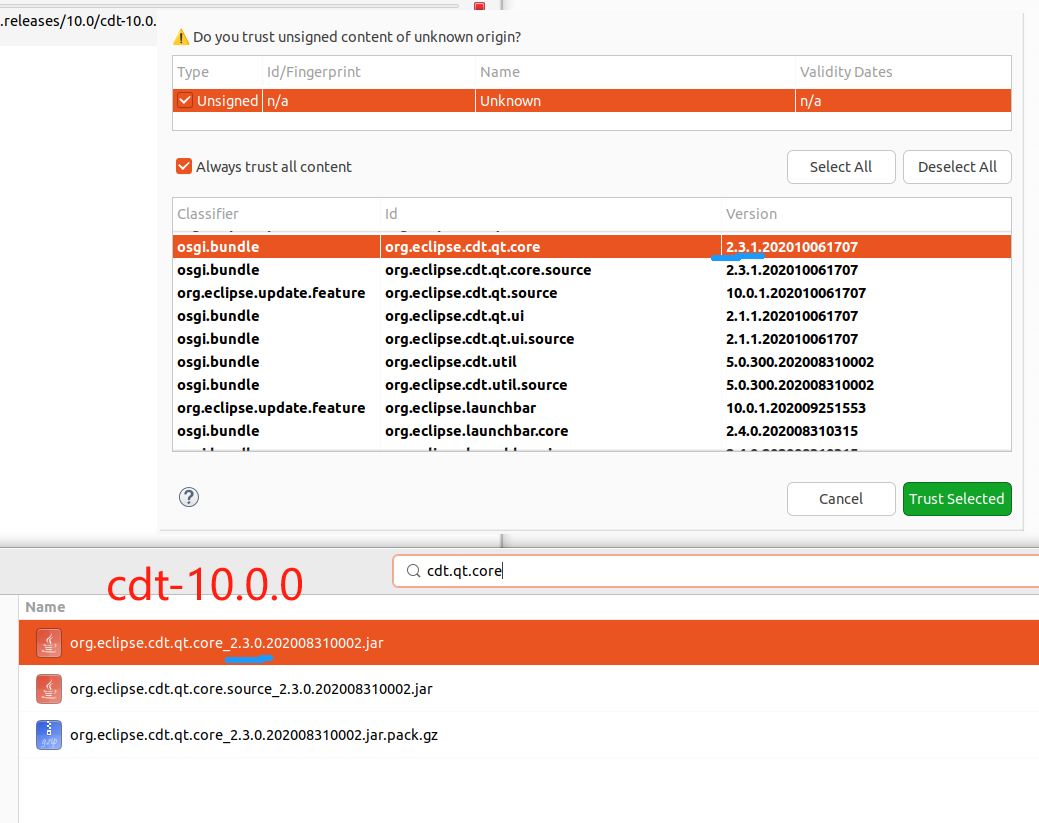 .releases/10.0/cdt-10.0.
Do you trust unsigned content of unknown origin?
Type Id/Fingerprint Name Validity Dates
Unsigned n/a Unknown n/a
Always trust all content Select All Deselect All
Classifier Id Version
osgi.bundle org.eclipse.cdt.qt.core 2.3.1.202010061707
osgi.bundle org.eclipse.cdt.qt.core.source 2.3.1.202010061707
org.eclipse.update.feature org.eclipse.cdt.qt.source 10.0.1.202010061707
osgi.bundle org.eclipse.cdt.qt.ui 2.1.1.202010061707
osgi.bundle org.eclipse.cdt.qt.ui.source 2.1.1.202010061707
osgi.bundle org.eclipse.cdt.util 5.0.300.202008310002
osgi.bundle org.eclipse.cdt.util.source 5.0.300.202008310002
org.eclipse.update.feature org.eclipse.launchbar 10.0.1.202009251553
osgi.bundle org.eclipse.launchbar.core 2.4.0.202008310315
? Cancel Trust Selected
cdt-10.0.0 cdt.qt.core
Name
org.eclipse.cdt.qt.core_2.3.0.202008310002.jar
org.eclipse.cdt.qt.core.source_2.3.0.202008310002.jar
gzip org.eclipse.cdt.qt.core_2.3.0.202008310002.jar.pack.gz